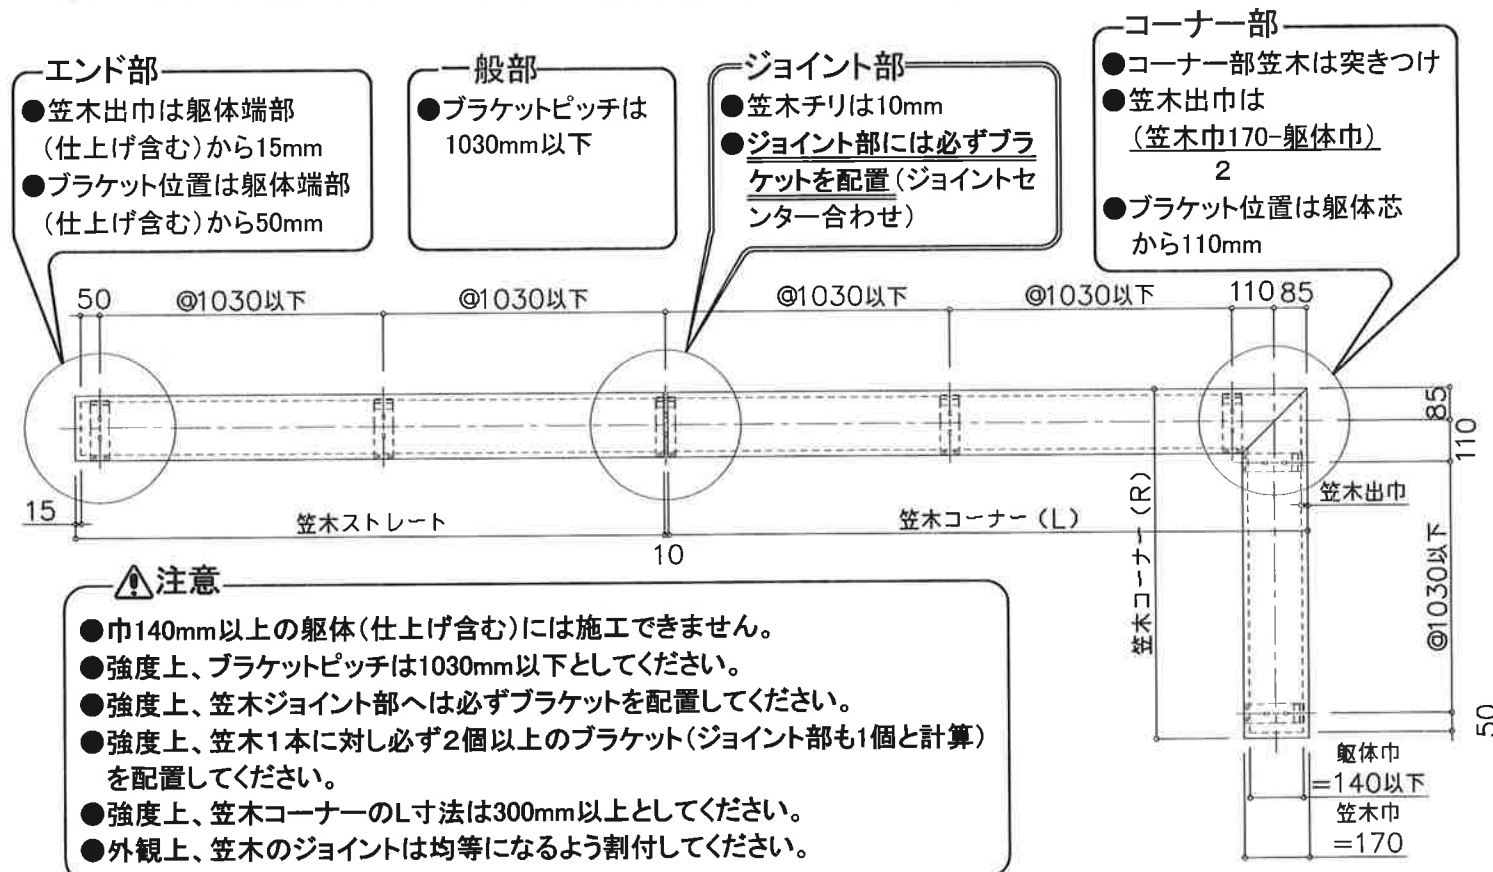 エンド部
●笠木出巾は躯体端部
(仕上げ含む)から15mm
●ブラケット位置は躯体端部
(仕上げ含む)から50mm
一般部
●ブラケットピッチは
1030mm以下
ジョイント部
●笠木チリは10mm
●ジョイント部には必ずブラ
ケットを配置(ジョイントセ
ンター合わせ)
コーナー部
●コーナー部笠木は突きつけ
●笠木出巾は
(笠木巾170-躯体巾)
2
●ブラケット位置は躯体芯
から110mm
50
@1030以下
@1030以下
@1030以下
@1030以下
110
85
85
110
15
笠木ストレート
10
笠木コーナー(L)
笠木コーナー(R)
笠木出巾
@1030以下
50
躯体巾
=140以下
笠木巾
=170
注意
●巾140mm以上の躯体(仕上げ含む)には施工できません。
●強度上、ブラケットピッチは1030mm以下としてください。
●強度上、笠木ジョイント部へは必ずブラケットを配置してください。
●強度上、笠木1本に対し必ず2個以上のブラケット(ジョイント部も1個と計算)
を配置してください。
●強度上、笠木コーナーのL寸法は300mm以上としてください。
●外観上、笠木のジョイントは均等になるよう割付してください。